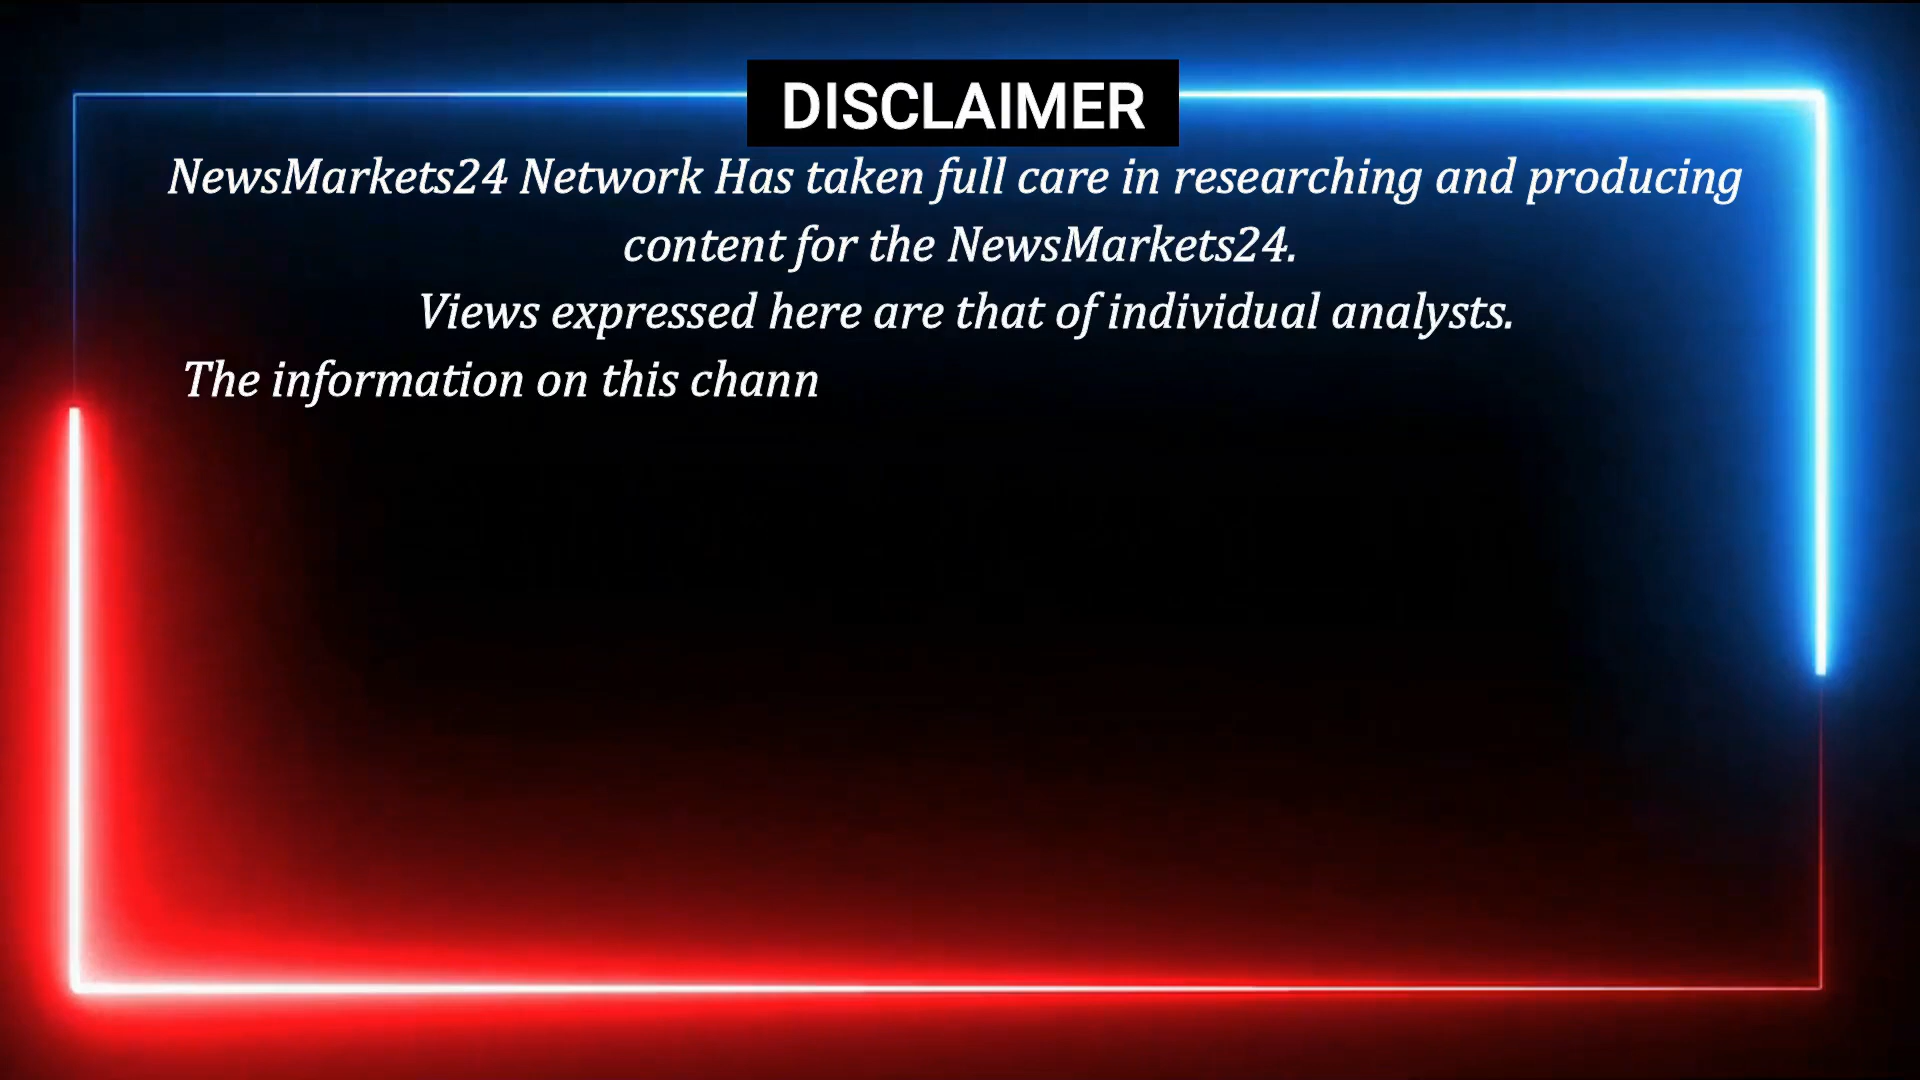 DISCLAIMER
NewsMarkets24 Network Has taken full care in researching and producing
content for the NewsMarkets24.
Views expressed here are that of individual analysts.
The information on this chann